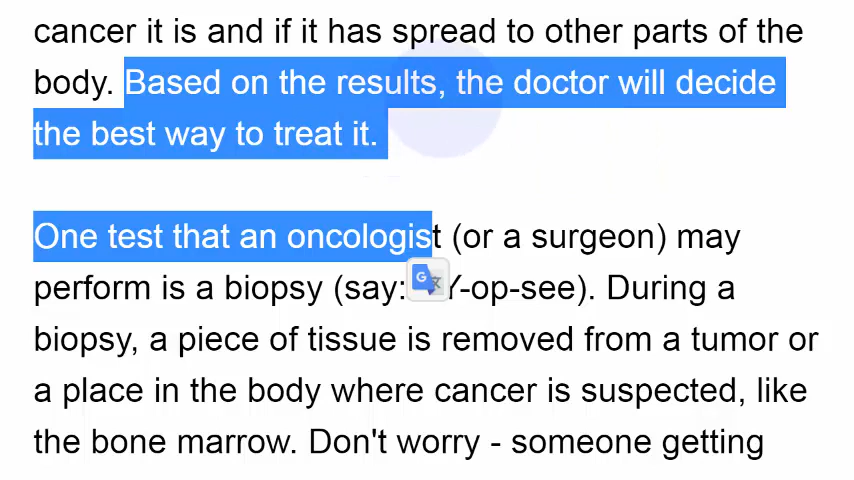 cancer it is and if it has spread to other parts of the
body. Based on the results, the doctor will decide
the best way to treat it.
One test that an oncologist (or a surgeon) may
perform is a biopsy (say: Y-op-see). During a
biopsy, a piece of tissue is removed from a tumor or
a place in the body where cancer is suspected, like
the bone marrow. Don't worry - someone getting